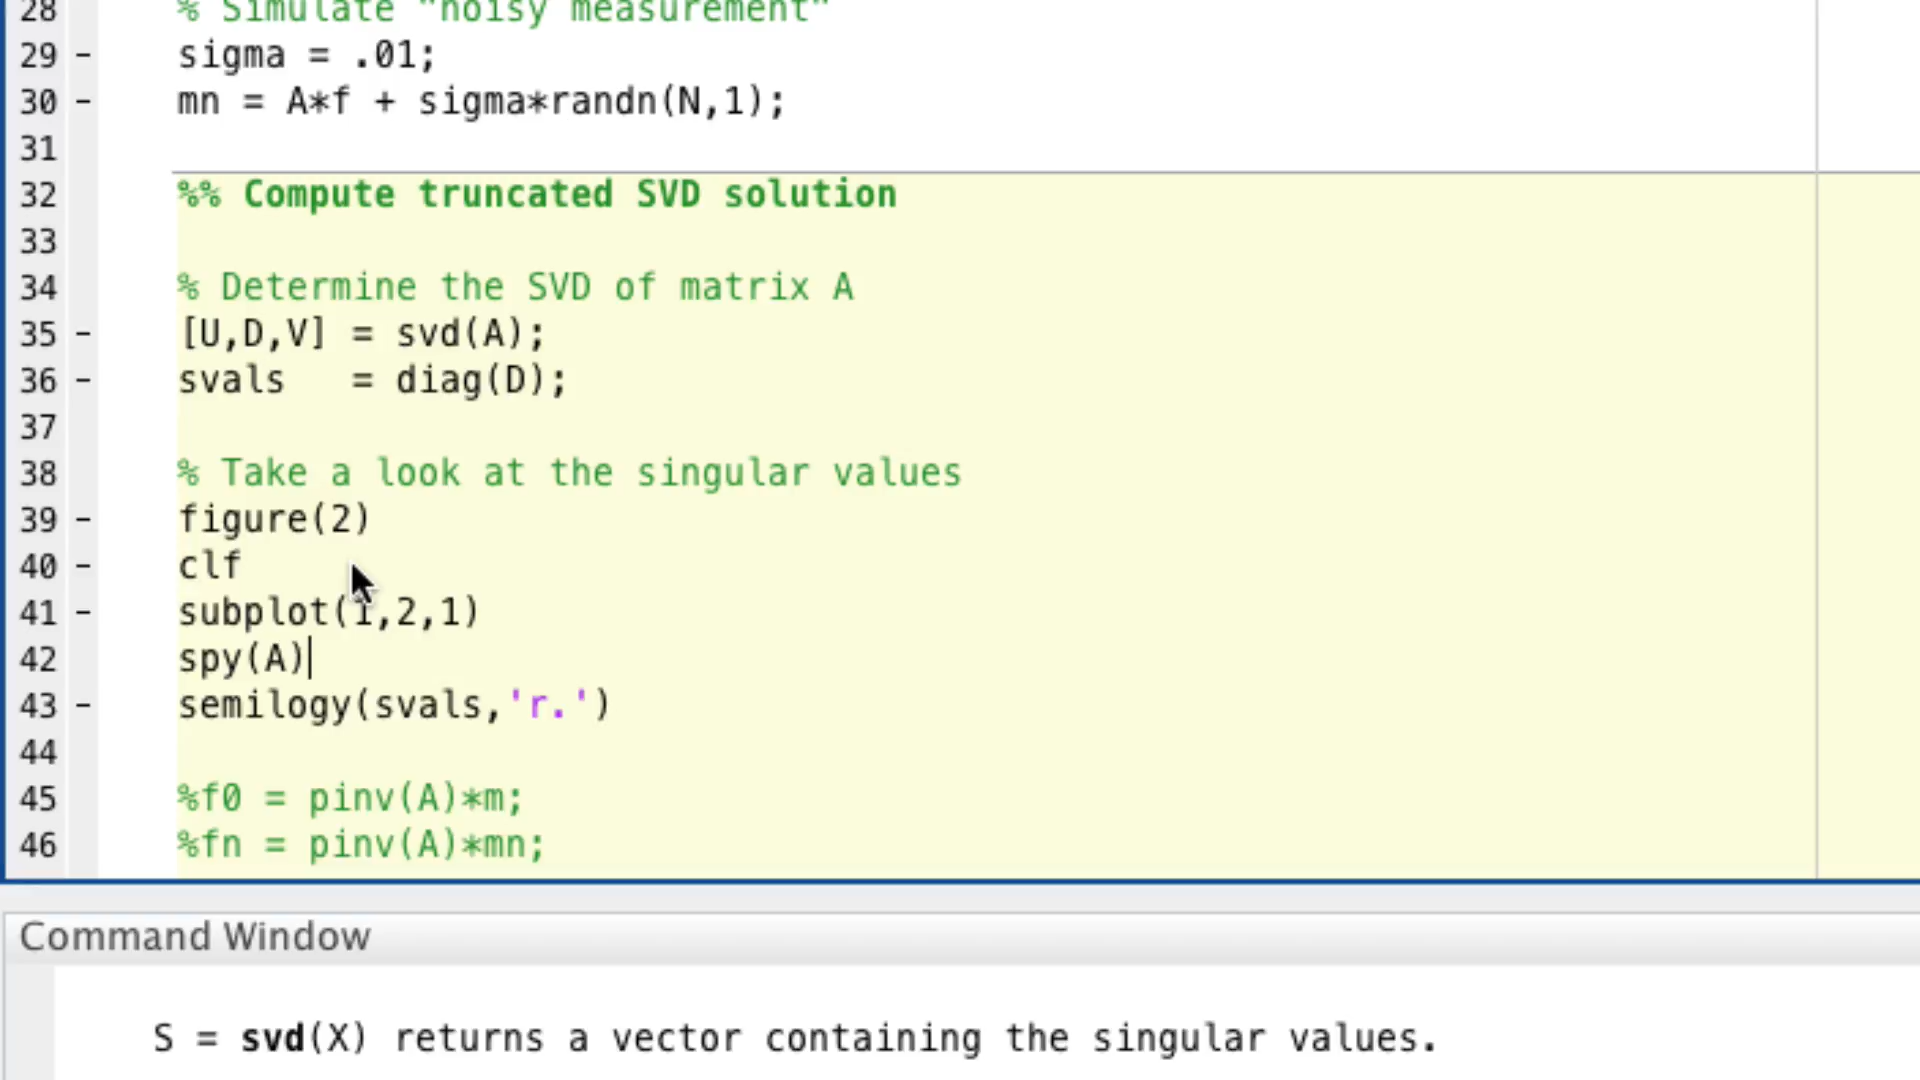 28 % Simulate "noisy measurement"
29 - sigma = .01;
30 - mn = A*f + sigma*randn(N,1);
31
32 %% Compute truncated SVD solution
33
34 % Determine the SVD of matrix A
35 - [U,D,V] = svd(A);
36 - svals   = diag(D);
37
38 % Take a look at the singular values
39 - figure(2)
40 - clf
41 - subplot(1,2,1)
42 spy(A)
43 - semilogy(svals,'r.')
44
45 %f0 = pinv(A)*m;
46 %fn = pinv(A)*mn;
Command Window
S = svd(X) returns a vector containing the singular values.